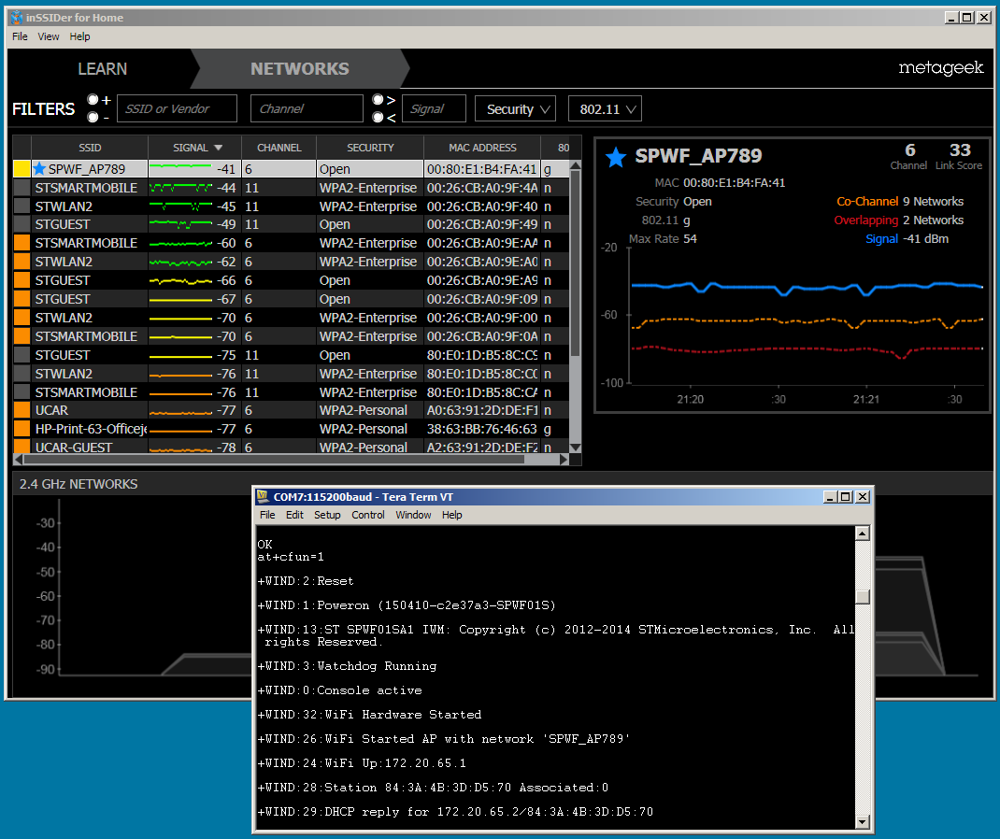 inSSIDer for Home
File View Help
LEARN NETWORKS metageek
FILTERS + - SSID or Vendor Channel > < Signal Security 802.11
SSID SIGNAL CHANNEL SECURITY MAC ADDRESS 80
SPWF_AP789 -41 6 Open 00:80:E1:B4:FA:41 g
STSMARTMOBILE -44 11 WPA2-Enterprise 00:26:CB:A0:9F:4A n
STWLAN2 -45 11 WPA2-Enterprise 00:26:CB:A0:9F:40 n
STGUEST -49 11 Open 00:26:CB:A0:9F:49 n
STSMARTMOBILE -60 6 WPA2-Enterprise 00:26:CB:A0:9E:AA n
STWLAN2 -62 6 WPA2-Enterprise 00:26:CB:A0:9E:A0 n
STGUEST -66 6 Open 00:26:CB:A0:9E:A9 n
STGUEST -67 6 Open 00:26:CB:A0:9F:09 n
STWLAN2 -70 6 WPA2-Enterprise 00:26:CB:A0:9F:00 n
STSMARTMOBILE -70 6 WPA2-Enterprise 00:26:CB:A0:9F:0A n
STGUEST -75 11 Open 80:E0:1D:B5:8C:C9 n
STWLAN2 -76 11 WPA2-Enterprise 80:E0:1D:B5:8C:C0 n
STSMARTMOBILE -76 11 WPA2-Enterprise 80:E0:1D:B5:8C:CA n
UCAR -77 6 WPA2-Personal A0:63:91:2D:DE:F1 n
HP-Print-63-Officeje -77 6 WPA2-Personal 38:63:BB:76:46:63 g
UCAR-GUEST -78 6 WPA2-Personal A2:63:91:2D:DE:F2 n
SPWF_AP789 6 33
Channel Link Score
MAC 00:80:E1:B4:FA:41
Security Open Co-Channel 9 Networks
802.11 g Overlapping 2 Networks
Max Rate 54 Signal -41 dBm
-20
-60
-100
21:20 :30 21:21 :30
2.4 GHz NETWORKS
-30
-40
-50
-60
-70
-80
-90
COM7:115200baud - Tera Term VT
File Edit Setup Control Window Help
OK
at+cfun=1
+WIND:2:Reset
+WIND:1:Poweron (150410-c2e37a3-SPWF01S)
+WIND:13:ST SPWF01SA1 IWM: Copyright (c) 2012-2014 STMicroelectronics, Inc. All
rights Reserved.
+WIND:3:Watchdog Running
+WIND:0:Console active
+WIND:32:WiFi Hardware Started
+WIND:26:WiFi Started AP with network 'SPWF_AP789'
+WIND:24:WiFi Up:172.20.65.1
+WIND:28:Station 84:3A:4B:3D:D5:70 Associated:0
+WIND:29:DHCP reply for 172.20.65.2/84:3A:4B:3D:D5:70